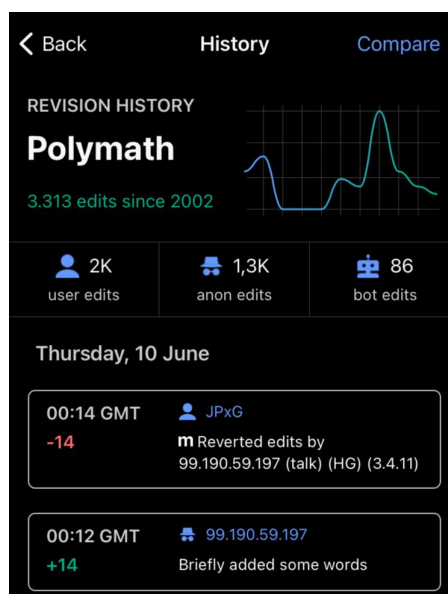 Back
History
Compare
REVISION HISTORY
Polymath
3.313 edits since 2002
2K
user edits
1,3K
anon edits
86
bot edits
Thursday, 10 June
00:14 GMT
JPxG
-14
m Reverted edits by
99.190.59.197 (talk) (HG) (3.4.11)
00:12 GMT
99.190.59.197
+14
Briefly added some words